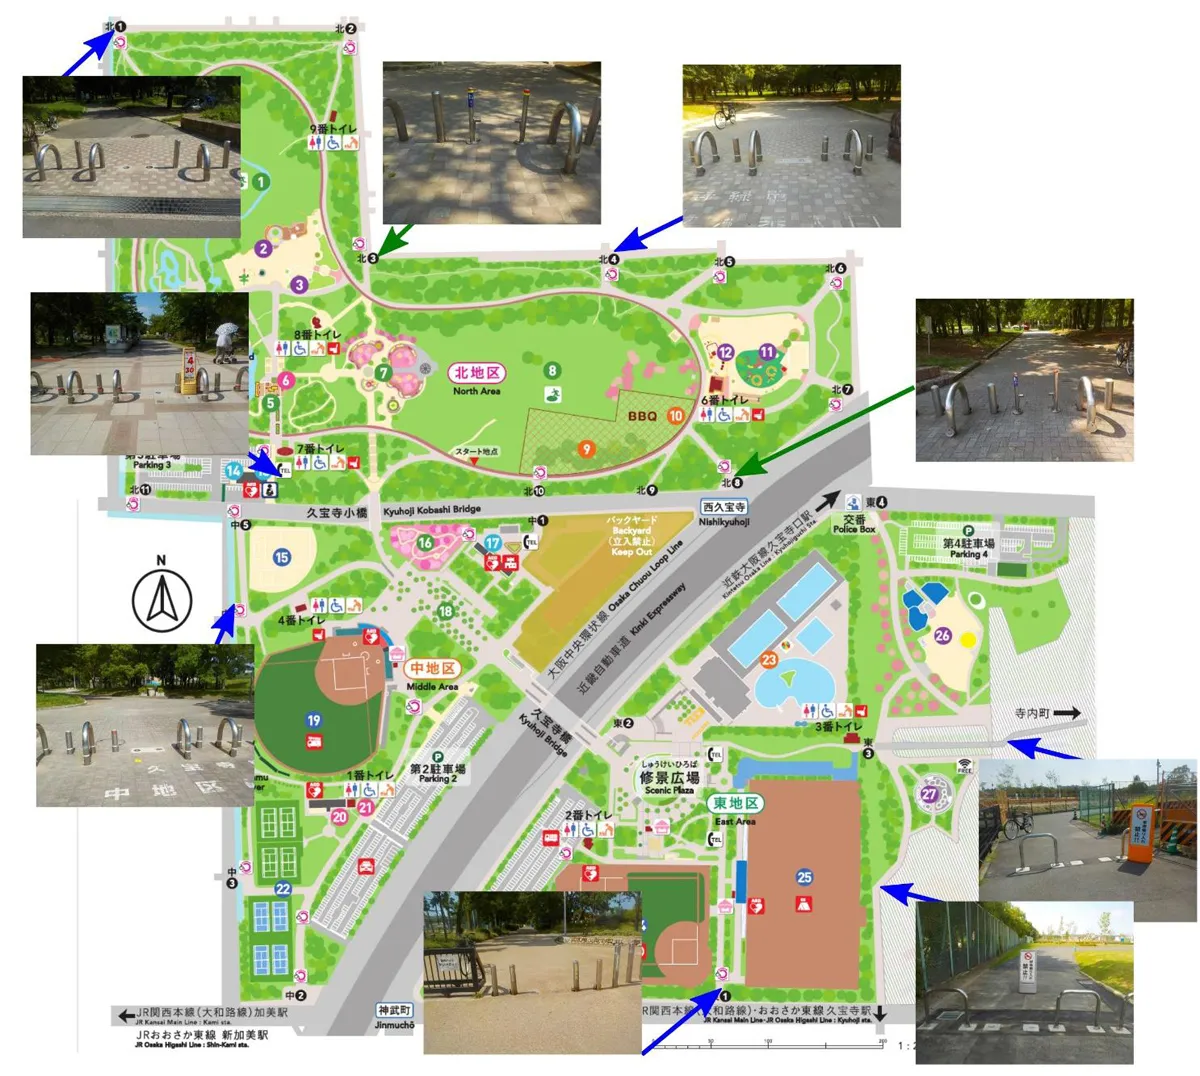 北1
北2
9番トイレ
1
2
3
北3
北4
北5
北6
4
30
8番トイレ
6
5
7
北地区
North Area
8
12
11
6番トイレ
北7
BBQ
10
9
スタート地点
7番トイレ
TEL
第3駐車場
Parking 3
14
北11
北10
北9
北8
久宝寺小橋
Kyuhoji Kobashi Bridge
西久宝寺
Nishikyuhoji
中5
中1
TEL
バックヤード
Backyard
(立入禁止)
Keep Out
交番
Police Box
東4
第4駐車場
Parking 4
近鉄大阪線久宝寺口駅
Kintetsu Osaka Line : Kyuhojiguchi Sta.
大阪中央環状線 Osaka Chuou Loop Line
近畿自動車道 Kinki Expressway
N
15
16
17
18
4番トイレ
AED
中地区
Middle Area
23
26
3番トイレ
寺内町
東2
東3
久宝寺橋
Kyuhoji Bridge
19
第2駐車場
Parking 2
1番トイレ
20
21
しゅうけいひろば
修景広場
Scenic Plaza
TEL
東地区
East Area
TEL
2番トイレ
FREE
27
25
久宝寺
中地区
中3
22
中2
神武町
Jinmuchō
1
JR関西本線(大和路線)加美駅
JR Kansai Main Line : Kami sta.
JRおおさか東線 新加美駅
JR Osaka Higashi Line : Shin-Kami sta.
関西本線(大和路線)・おおさか東線 久宝寺駅
JR Kansai Main Line・JR Osaka Higashi Line : Kyuhoji sta.
50
100
200